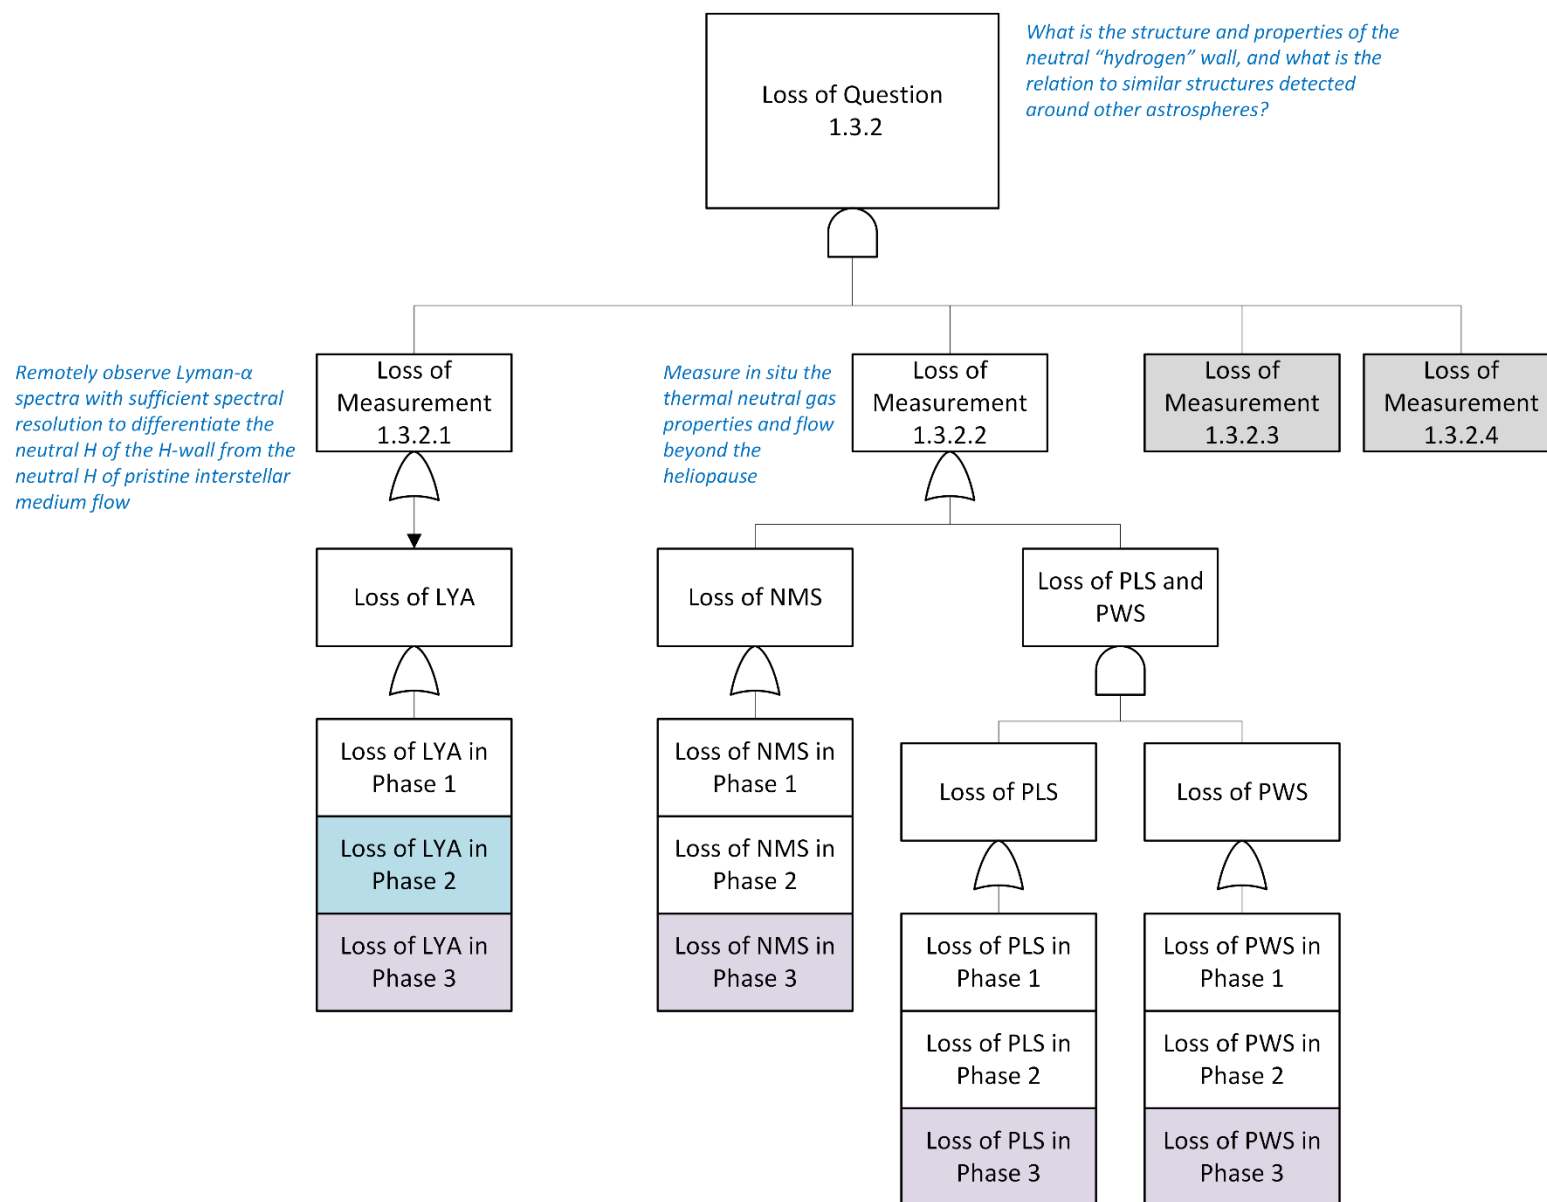 Loss of Question
1.3.2
What is the structure and properties of the
neutral “hydrogen” wall, and what is the
relation to similar structures detected
around other astrospheres?
Remotely observe Lyman-α
spectra with sufficient spectral
resolution to differentiate the
neutral H of the H-wall from the
neutral H of pristine interstellar
medium flow
Loss of
Measurement
1.3.2.1
Measure in situ the
thermal neutral gas
properties and flow
beyond the
heliopause
Loss of
Measurement
1.3.2.2
Loss of
Measurement
1.3.2.3
Loss of
Measurement
1.3.2.4
Loss of LYA
Loss of NMS
Loss of PLS and
PWS
Loss of LYA in
Phase 1
Loss of LYA in
Phase 2
Loss of LYA in
Phase 3
Loss of NMS in
Phase 1
Loss of NMS in
Phase 2
Loss of NMS in
Phase 3
Loss of PLS
Loss of PWS
Loss of PLS in
Phase 1
Loss of PLS in
Phase 2
Loss of PLS in
Phase 3
Loss of PWS in
Phase 1
Loss of PWS in
Phase 2
Loss of PWS in
Phase 3